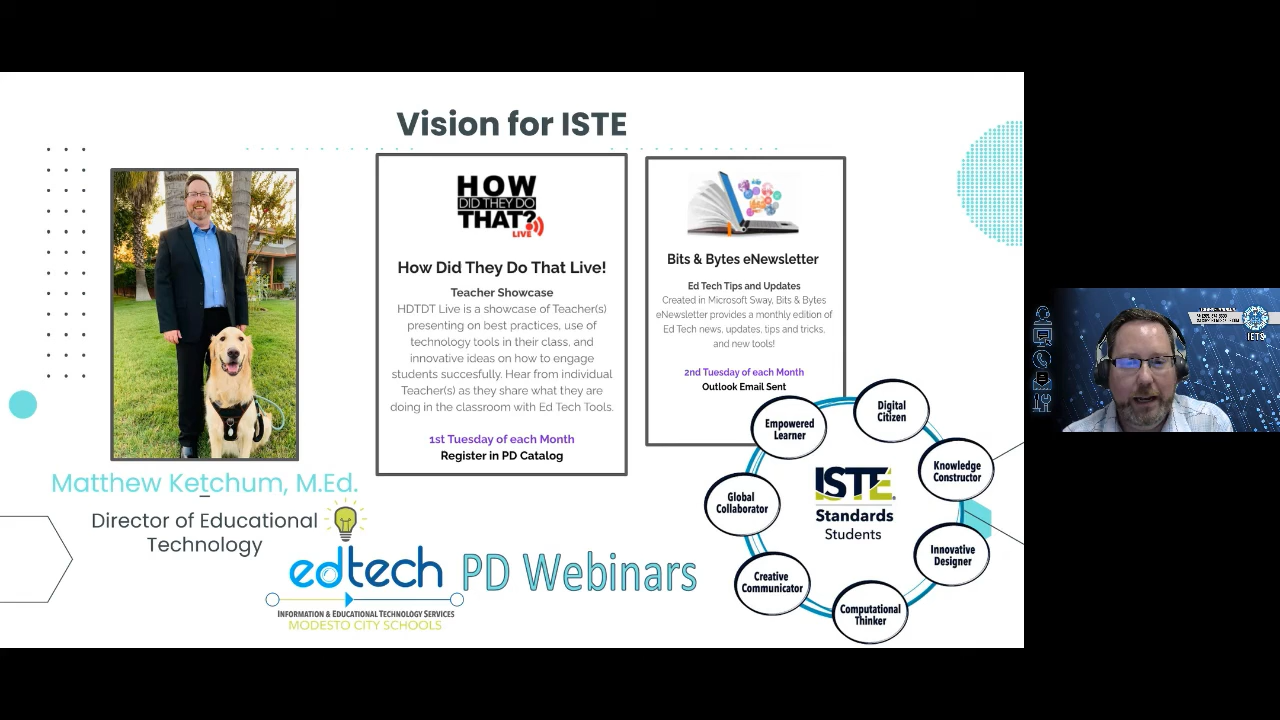 Vision for ISTE
HOW
DID THEY DO
THAT?
LIVE
How Did They Do That Live!
Teacher Showcase
HDTDT Live is a showcase of Teacher(s)
presenting on best practices, use of
technology tools in their class, and
innovative ideas on how to engage
students succesfully. Hear from individual
Teacher(s) as they share what they are
doing in the classroom with Ed Tech Tools.
1st Tuesday of each Month
Register in PD Catalog
Bits & Bytes eNewsletter
Ed Tech Tips and Updates
Created in Microsoft Sway, Bits & Bytes
eNewsletter provides a monthly edition of
Ed Tech news, updates, tips and tricks,
and new tools!
2nd Tuesday of each Month
Outlook Email Sent
Matthew Ketchum, M.Ed.
Director of Educational
Technology
edtech
INFORMATION & EDUCATIONAL TECHNOLOGY SERVICES
MODESTO CITY SCHOOLS
PD Webinars
Digital
Citizen
Empowered
Learner
Knowledge
Constructor
Global
Collaborator
ISTE
Standards
Students
Innovative
Designer
Creative
Communicator
Computational
Thinker
IETS